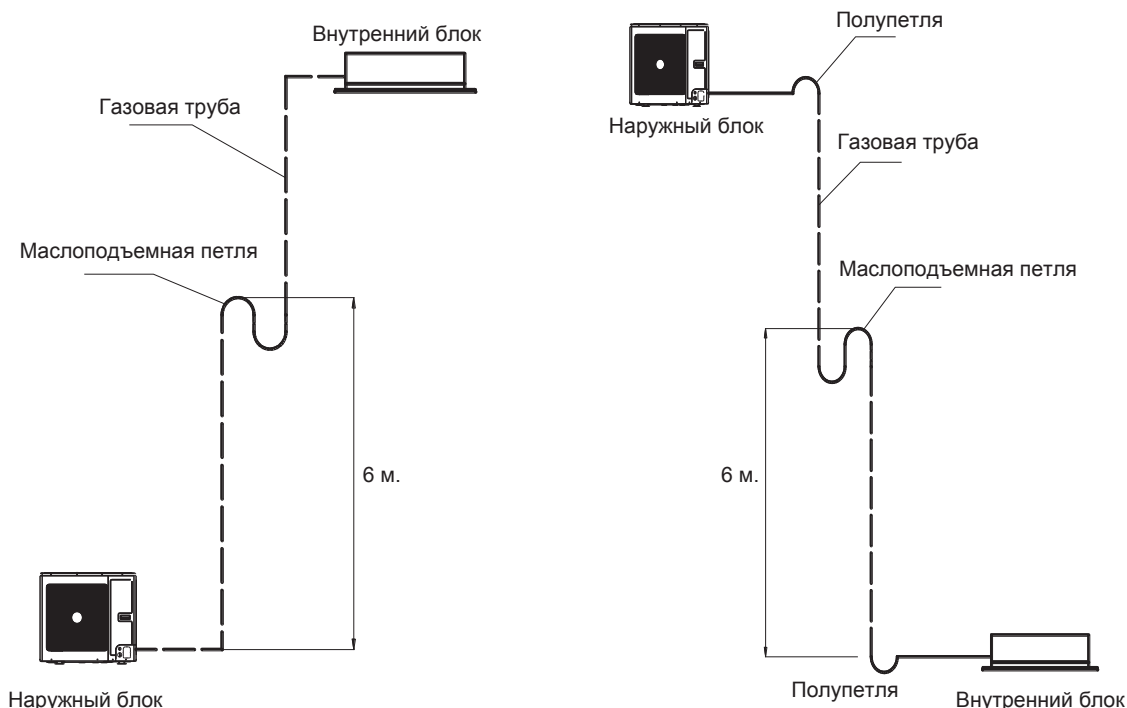 Внутренний блок
Газовая труба
Маслоподъемная петля
6 м.
Наружный блок
Полупетля
Наружный блок
Газовая труба
Маслоподъемная петля
6 м.
Полупетля
Внутренний блок